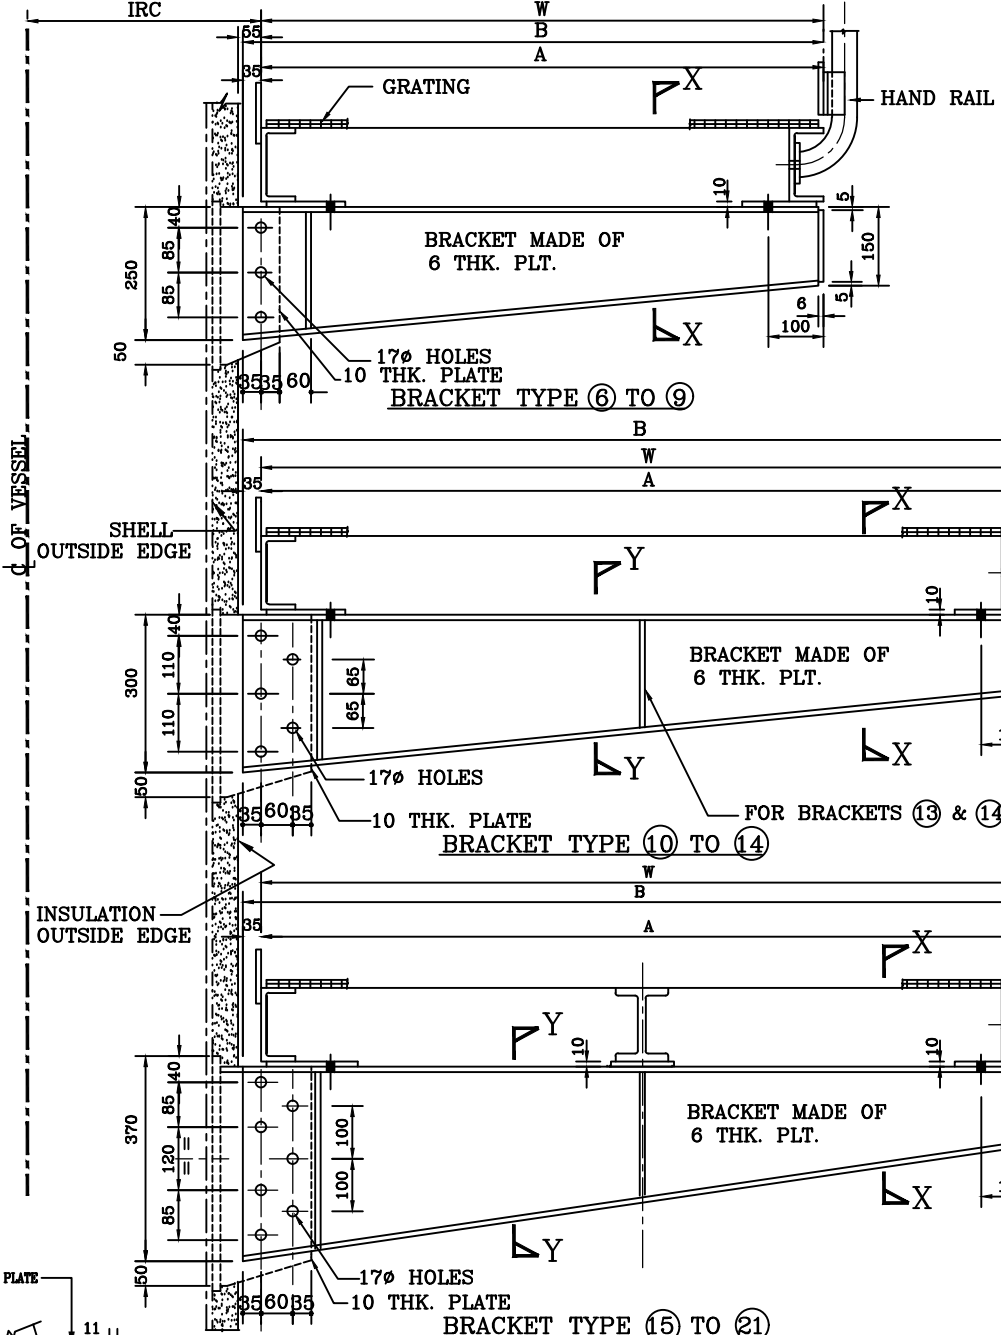 IRC
W
55
B
35
A
GRATING
X
HAND RAIL
10
5
40
BRACKET MADE OF
6 THK. PLT.
85
250
150
85
6
5
100
X
50
17ø HOLES
10 THK. PLATE
35 35 60
BRACKET TYPE 6 TO 9
B
W
35
A
C OF VESSEL
X
SHELL
OUTSIDE EDGE
Y
10
40
BRACKET MADE OF
6 THK. PLT.
110
65
300
65
110
X
Y
17ø HOLES
50
35 60 35
10 THK. PLATE
FOR BRACKETS 13 & 14
BRACKET TYPE 10 TO 14
W
B
INSULATION
OUTSIDE EDGE
35
A
X
Y
10
10
40
85
BRACKET MADE OF
6 THK. PLT.
370
100
120
=
=
100
X
85
Y
50
17ø HOLES
PLATE
35 60 35
10 THK. PLATE
11
BRACKET TYPE 15 TO 21